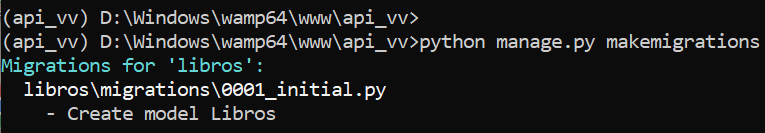 (api_vv) D:\Windows\wamp64\www\api_vv>
(api_vv) D:\Windows\wamp64\www\api_vv>python manage.py makemigrations
Migrations for 'libros':
  libros\migrations\0001_initial.py
    - Create model Libros